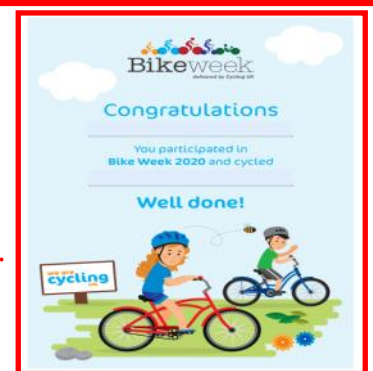 Bikeweek
delivered by Cycling UK
Congratulations
You participated in
Bike Week 2020 and cycled
Well done!
we are
cycling
UK